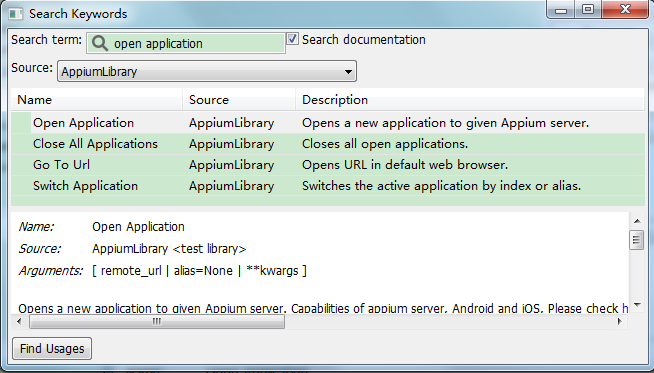 Search Keywords
Search term: open application Search documentation
Source: AppiumLibrary
Name Source Description
Open Application AppiumLibrary Opens a new application to given Appium server.
Close All Applications AppiumLibrary Closes all open applications.
Go To Url AppiumLibrary Opens URL in default web browser.
Switch Application AppiumLibrary Switches the active application by index or alias.
Name: Open Application
Source: AppiumLibrary <test library>
Arguments: [ remote_url | alias=None | **kwargs ]
Opens a new application to given Appium server. Capabilities of appium server, Android and iOS, Please check h
Find Usages